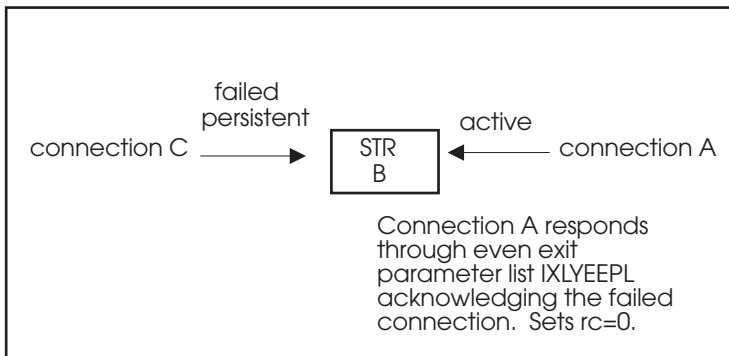 failed
persistent
connection C
STR
B
active
connection A
Connection A responds
through even exit
parameter list IXLYEEPL
acknowledging the failed
connection. Sets rc=0.